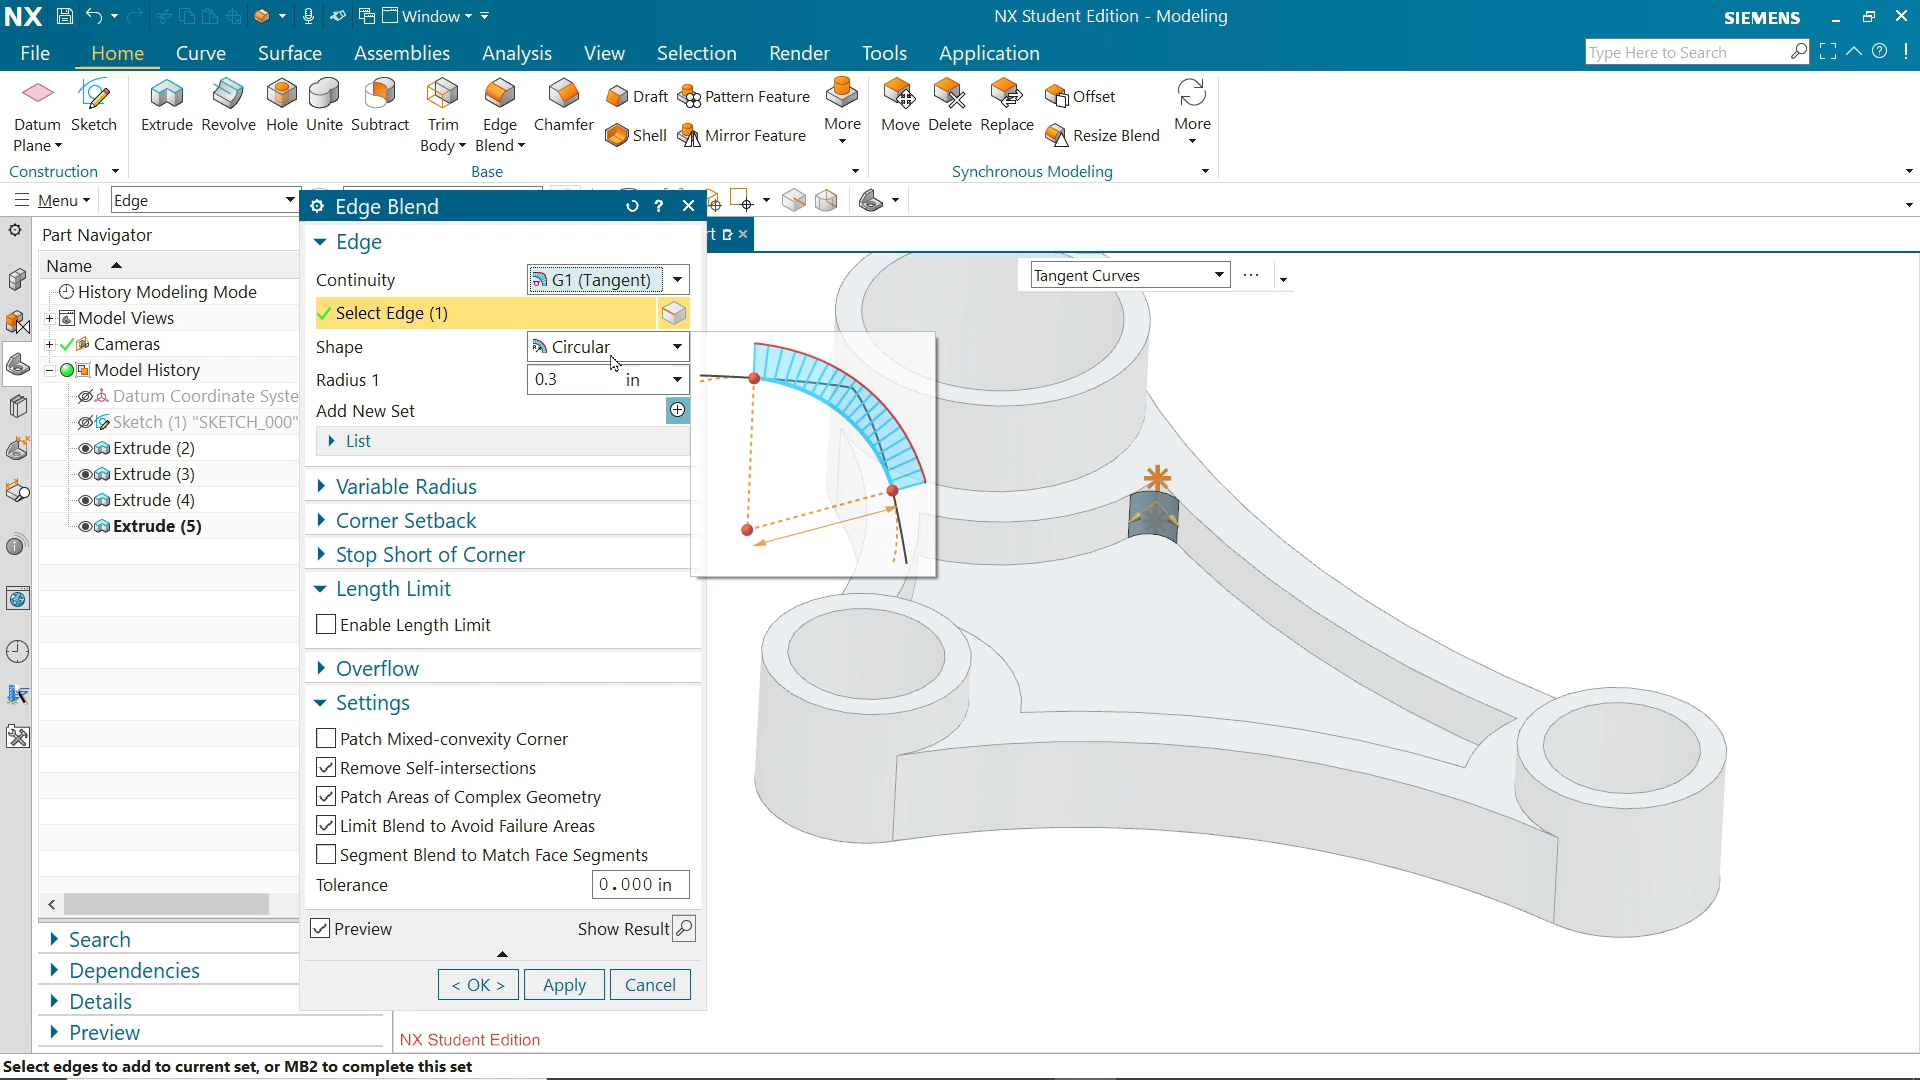 NX
Window
NX Student Edition - Modeling
SIEMENS
File
Home
Curve
Surface
Assemblies
Analysis
View
Selection
Render
Tools
Application
Type Here to Search
Datum
Plane
Sketch
Extrude
Revolve
Hole
Unite
Subtract
Trim
Body
Edge
Blend
Chamfer
Draft
Shell
Pattern Feature
Mirror Feature
More
Move
Delete
Replace
Offset
Resize Blend
More
Construction
Base
Synchronous Modeling
Menu
Edge
Part Navigator
Name
History Modeling Mode
Model Views
Cameras
Model History
Datum Coordinate Syste
Sketch (1) "SKETCH_000"
Extrude (2)
Extrude (3)
Extrude (4)
Extrude (5)
Search
Dependencies
Details
Preview
Edge Blend
Edge
Continuity
G1 (Tangent)
Select Edge (1)
Shape
Circular
Radius 1
0.3 in
Add New Set
List
Variable Radius
Corner Setback
Stop Short of Corner
Length Limit
Enable Length Limit
Overflow
Settings
Patch Mixed-convexity Corner
Remove Self-intersections
Patch Areas of Complex Geometry
Limit Blend to Avoid Failure Areas
Segment Blend to Match Face Segments
Tolerance
0.000 in
Preview
Show Result
< OK >
Apply
Cancel
rt
Tangent Curves
NX Student Edition
Select edges to add to current set, or MB2 to complete this set